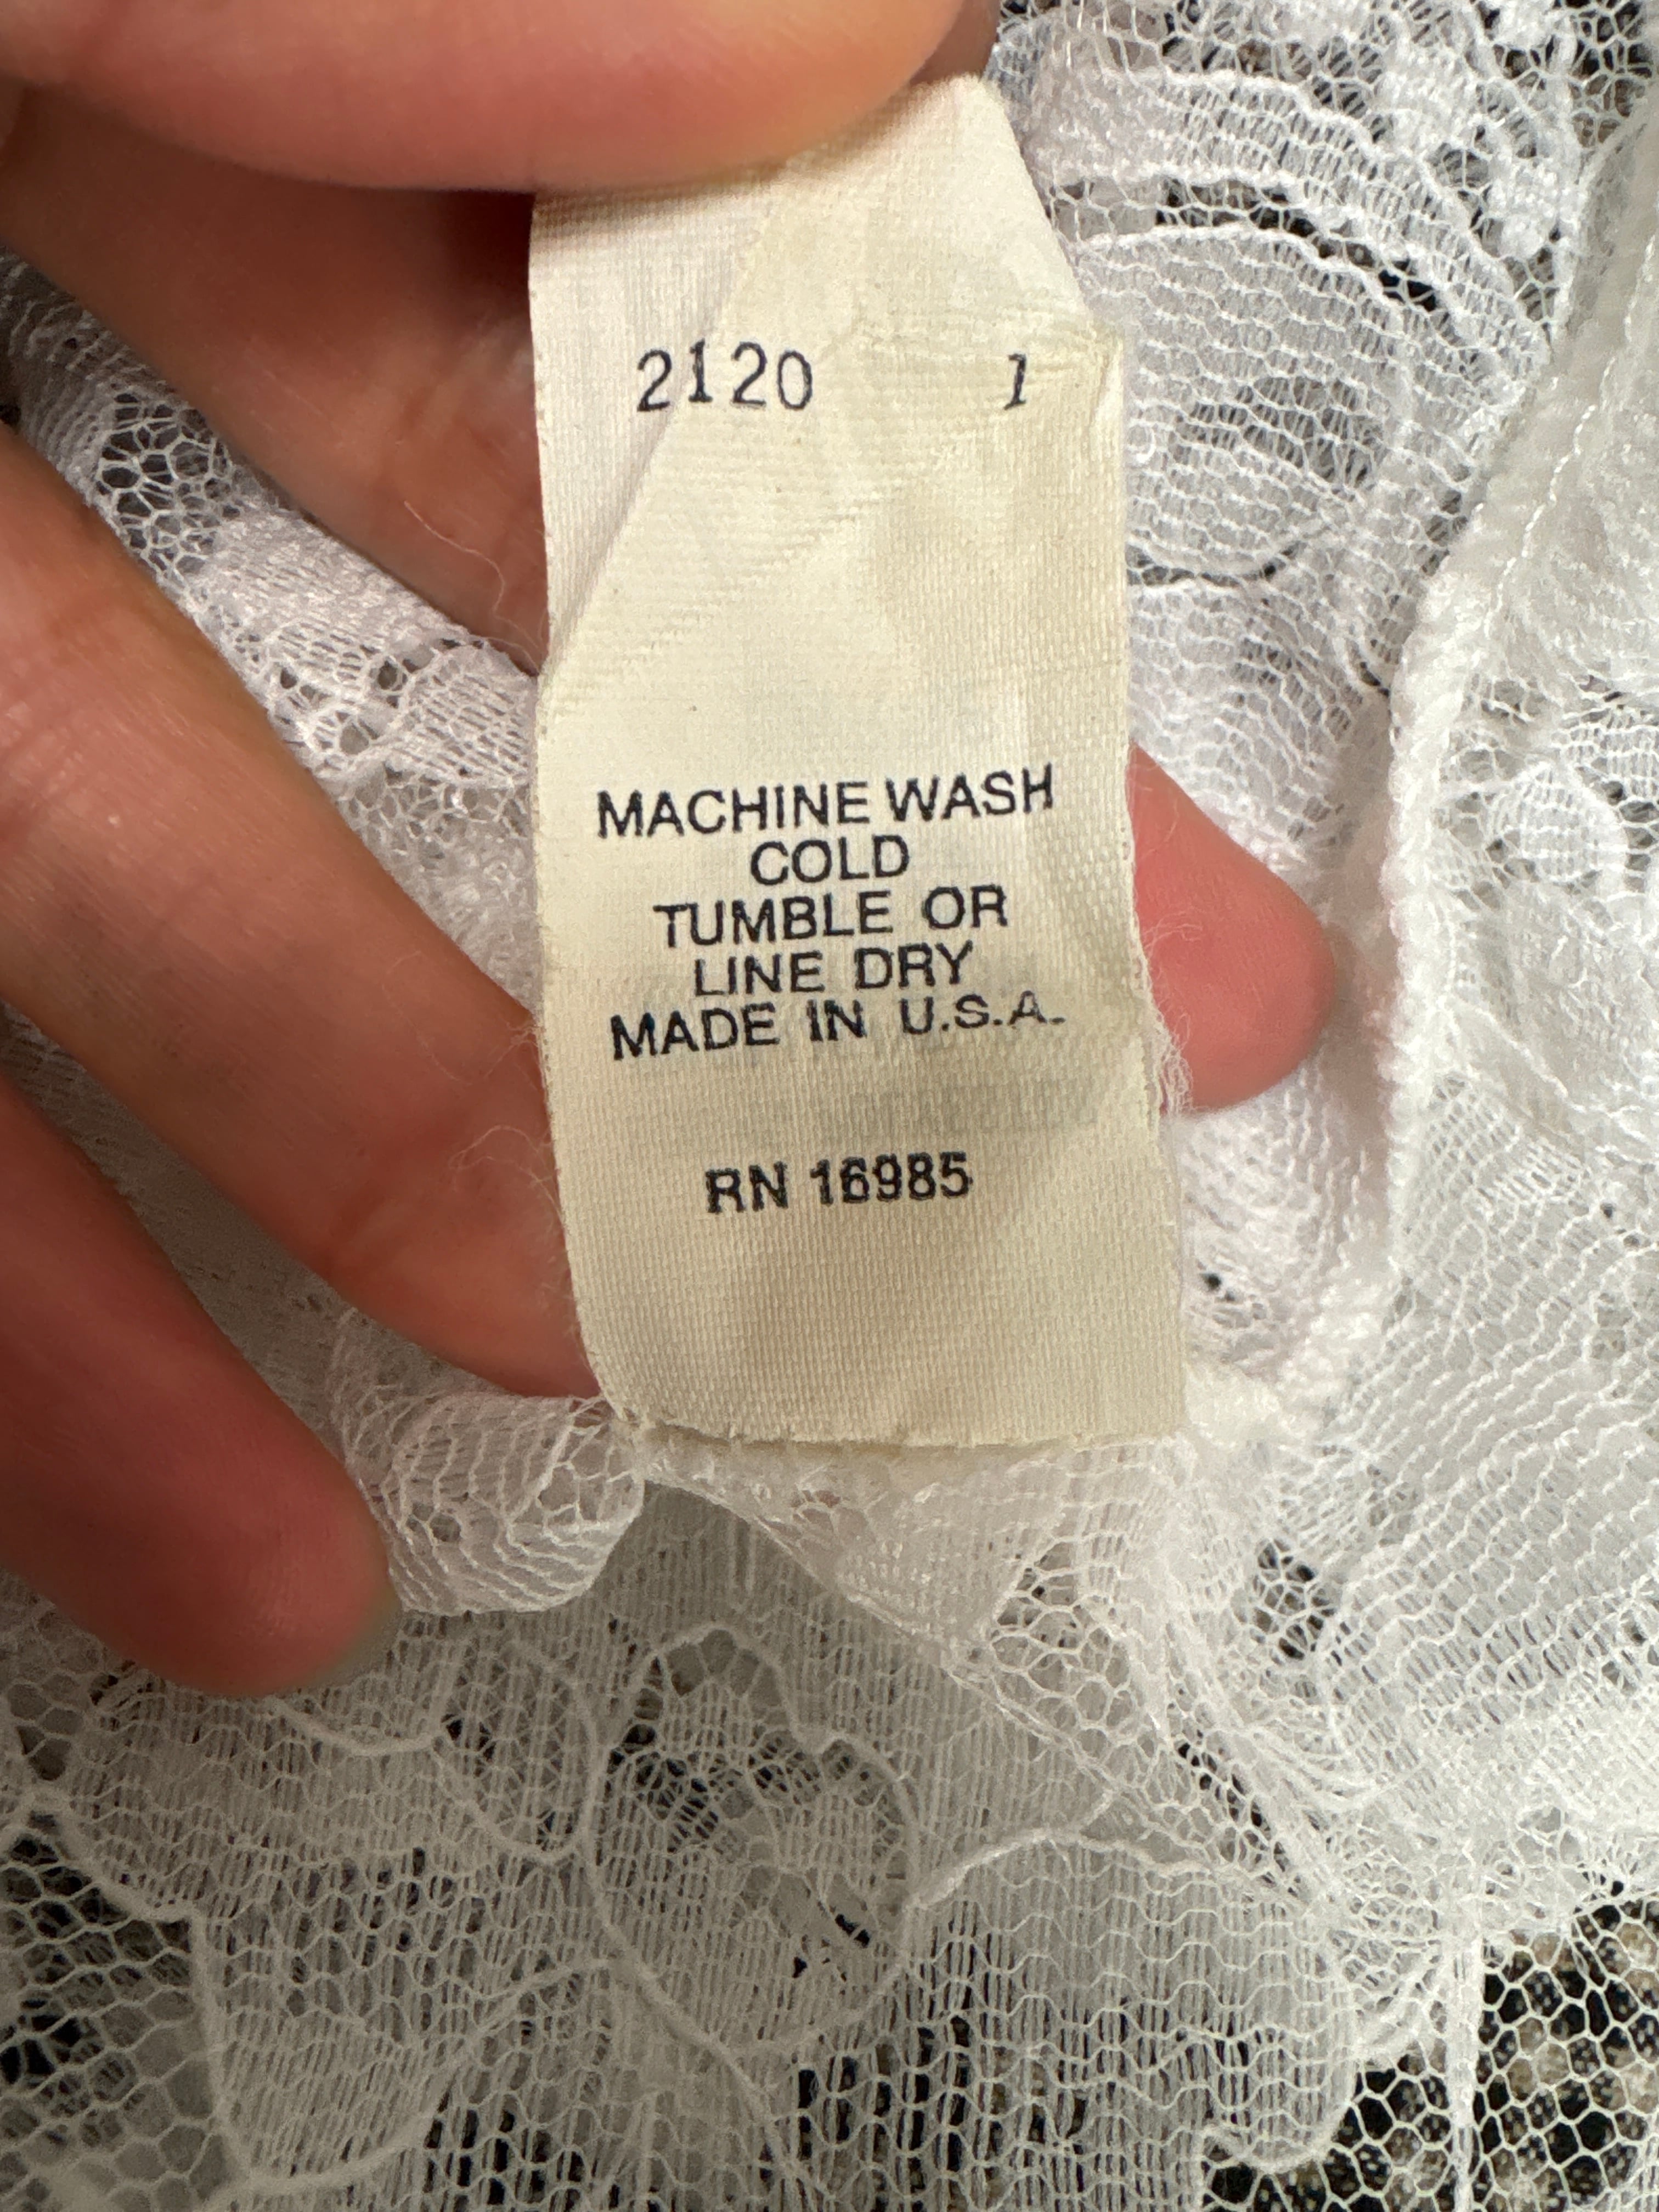 2120 1
MACHINE WASH
COLD
TUMBLE OR
LINE DRY
MADE IN U.S.A.
RN 16985